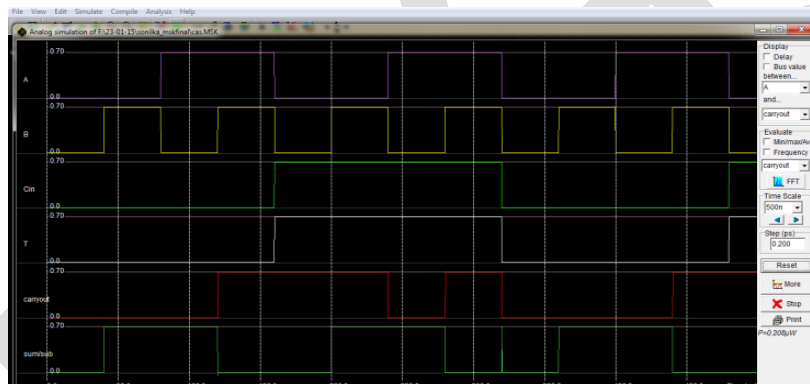 File View Edit Simulate Compile Analysis Help
Analog simulation of F:\23-01-15\sonilka_mskfinal\cas.MSK
0.70
A
0.0
0.70
B
0.0
0.70
Cin
0.0
0.70
T
0.0
0.70
carryout
0.0
0.70
sum/sub
0.0
Display
Delay
Bus value
between...
A
and...
carryout
Evaluate
Min/max/Av
Frequency
carryout
FFT
Time Scale
500n
Step (ps)
0.200
Reset
More
Stop
Print
P=0.208µW